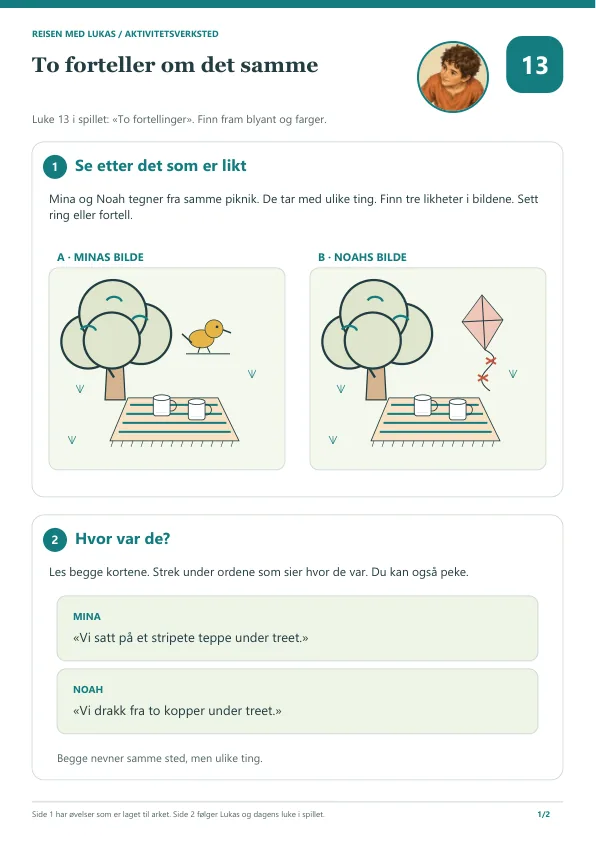 REISEN MED LUKAS / AKTIVITETSVERKSTED
To forteller om det samme
13
Luke 13 i spillet: «To fortellinger». Finn fram blyant og farger.
1 Se etter det som er likt
Mina og Noah tegner fra samme piknik. De tar med ulike ting. Finn tre likheter i bildene. Sett
ring eller fortell.
A · MINAS BILDE
B · NOAHS BILDE
2 Hvor var de?
Les begge kortene. Strek under ordene som sier hvor de var. Du kan også peke.
MINA
«Vi satt på et stripete teppe under treet.»
NOAH
«Vi drakk fra to kopper under treet.»
Begge nevner samme sted, men ulike ting.
Side 1 har øvelser som er laget til arket. Side 2 følger Lukas og dagens luke i spillet.
1/2